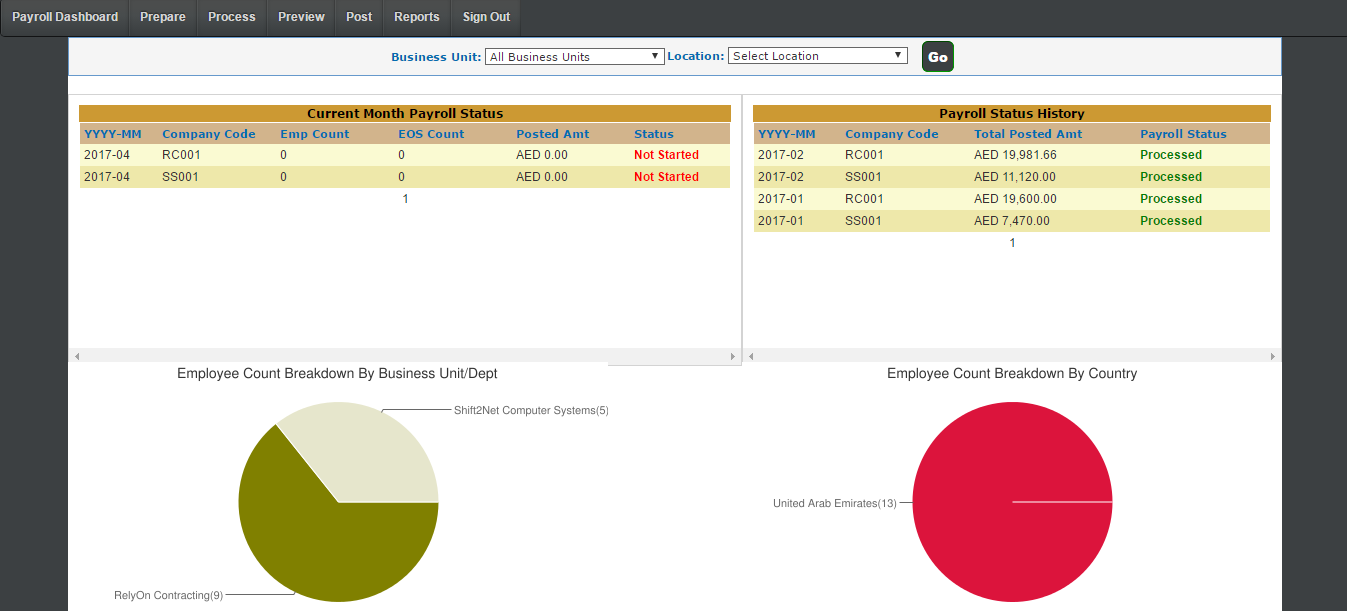 Payroll Dashboard Prepare Process Preview Post Reports Sign Out
Business Unit: All Business Units Location: Select Location Go
Current Month Payroll Status
YYYY-MM Company Code Emp Count EOS Count Posted Amt Status
2017-04 RC001 0 0 AED 0.00 Not Started
2017-04 SS001 0 0 AED 0.00 Not Started
1
Payroll Status History
YYYY-MM Company Code Total Posted Amt Payroll Status
2017-02 RC001 AED 19,981.66 Processed
2017-02 SS001 AED 11,120.00 Processed
2017-01 RC001 AED 19,600.00 Processed
2017-01 SS001 AED 7,470.00 Processed
1
Employee Count Breakdown By Business Unit/Dept
Shift2Net Computer Systems(5)
RelyOn Contracting(9)
Employee Count Breakdown By Country
United Arab Emirates(13)